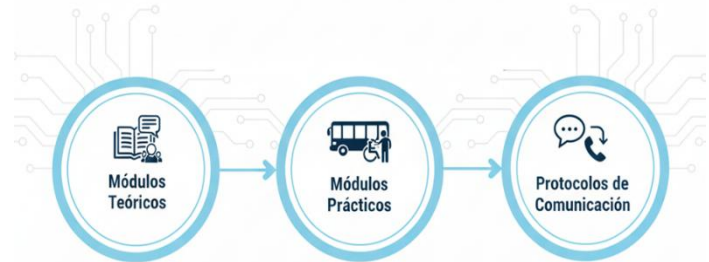 Módulos
Teóricos
Módulos
Prácticos
Protocolos de
Comunicación